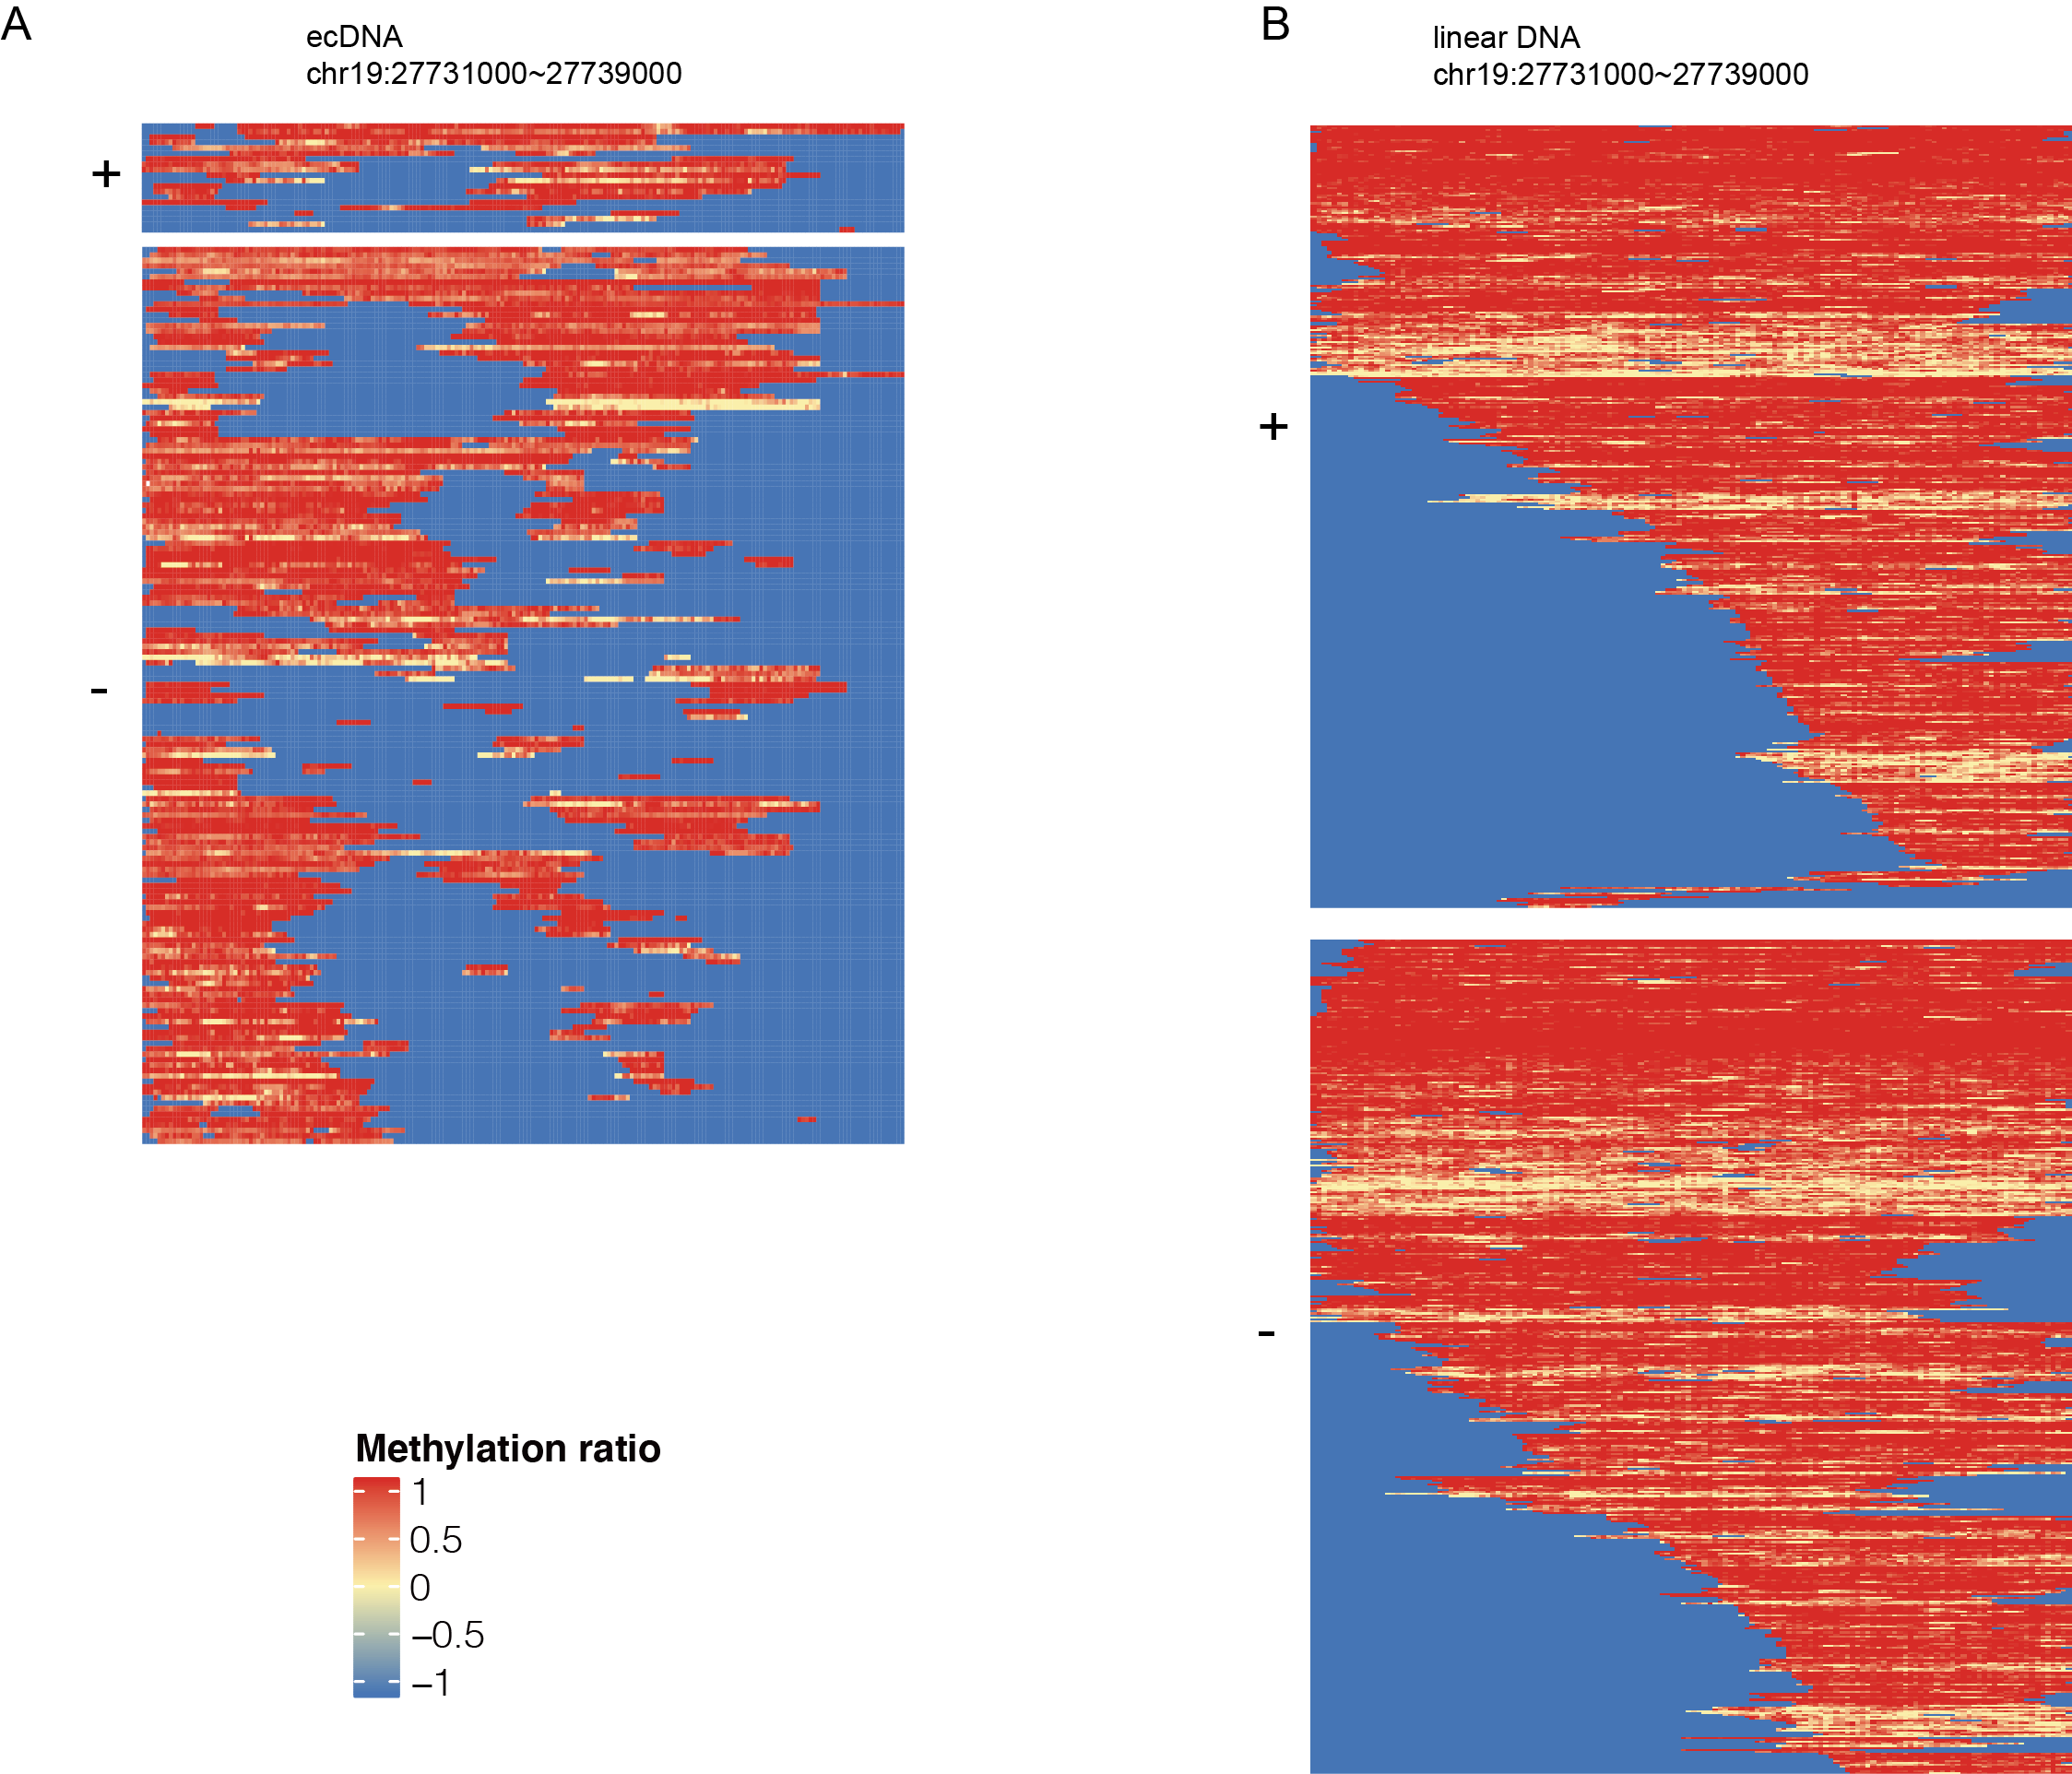 A
ecDNA
chr19:27731000~27739000
+
-
B
linear DNA
chr19:27731000~27739000
+
-
Methylation ratio
1
0.5
0
−0.5
−1